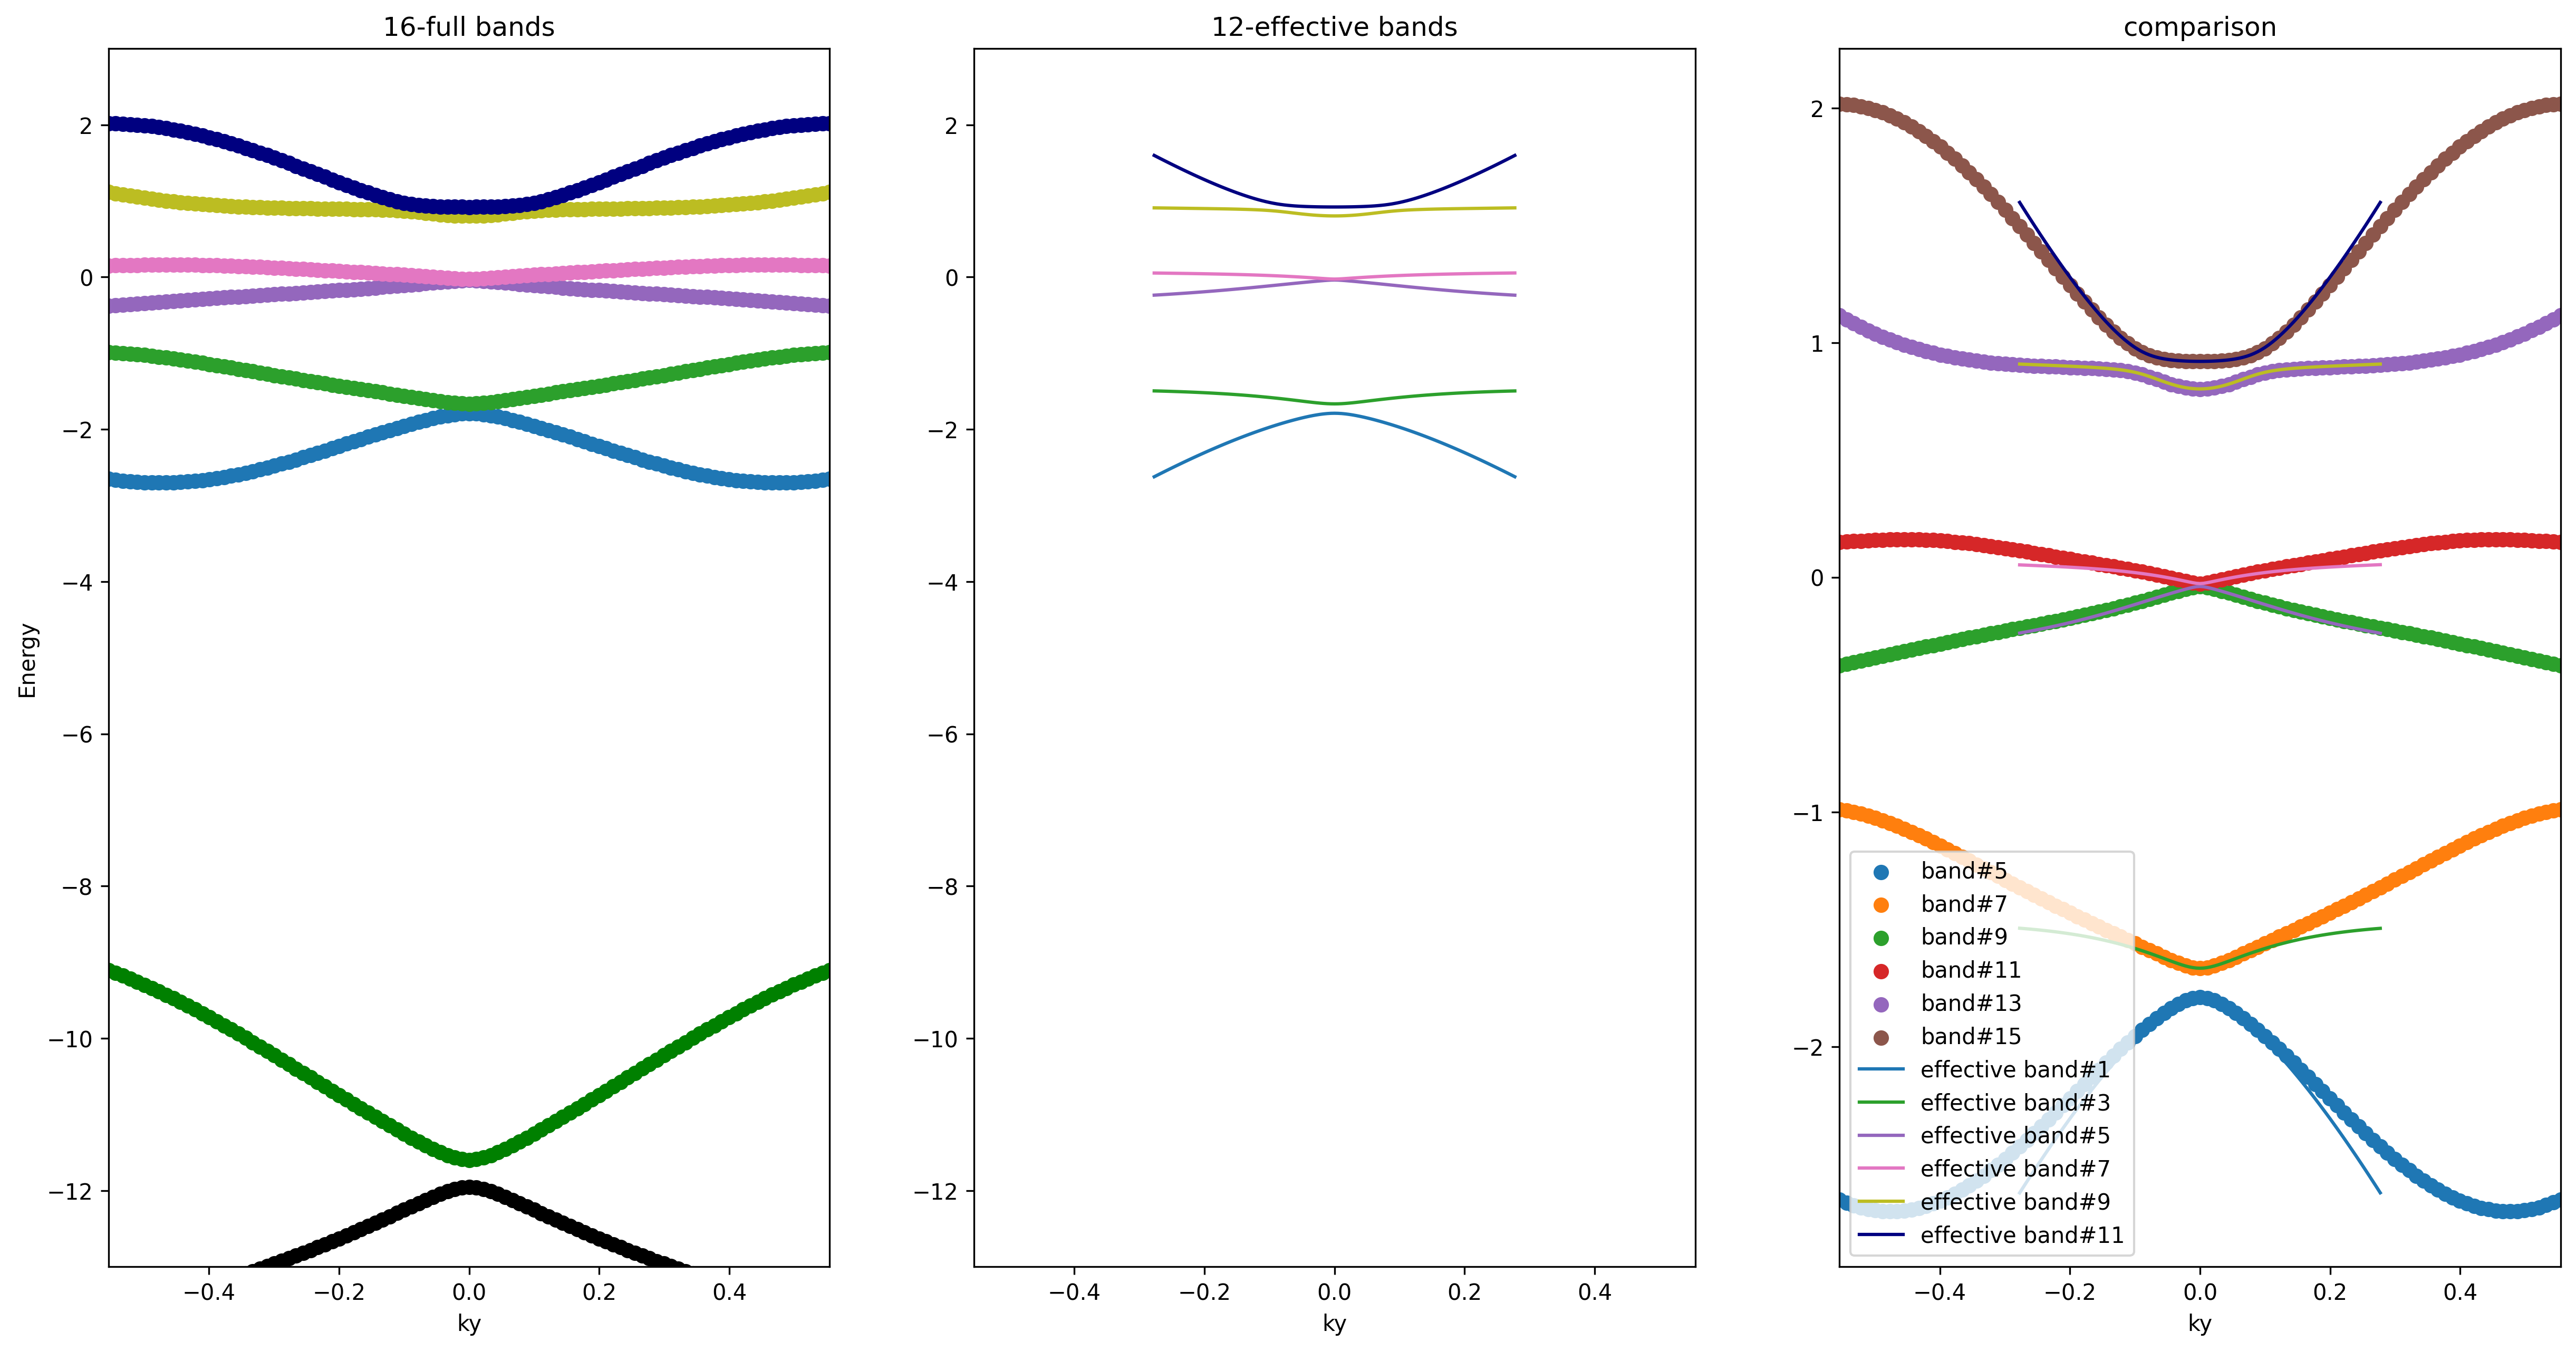 16-full bands
12-effective bands
comparison
Energy
2
0
−2
−4
−6
−8
−10
−12
−0.4
−0.2
0.0
0.2
0.4
ky
2
0
−2
−4
−6
−8
−10
−12
−0.4
−0.2
0.0
0.2
0.4
ky
2
1
0
−1
−2
−0.4
−0.2
0.0
0.2
0.4
ky
band#5
band#7
band#9
band#11
band#13
band#15
effective band#1
effective band#3
effective band#5
effective band#7
effective band#9
effective band#11